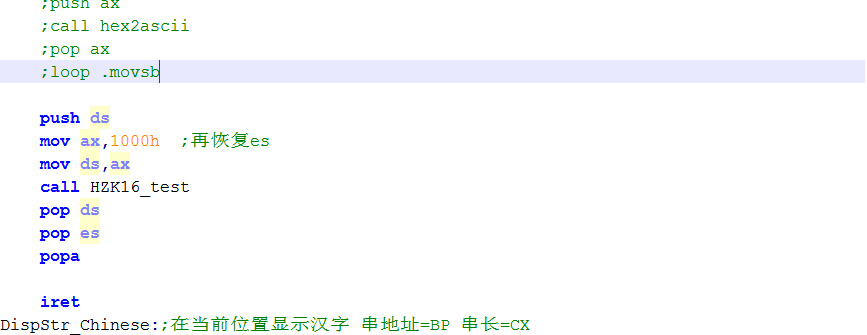 ;push ax
;call hex2ascii
;pop ax
;loop .movsb
push ds
mov ax,1000h  ;再恢复es
mov ds,ax
call HZK16_test
pop ds
pop es
popa
iret
DispStr_Chinese:;在当前位置显示汉字 串地址=BP 串长=CX